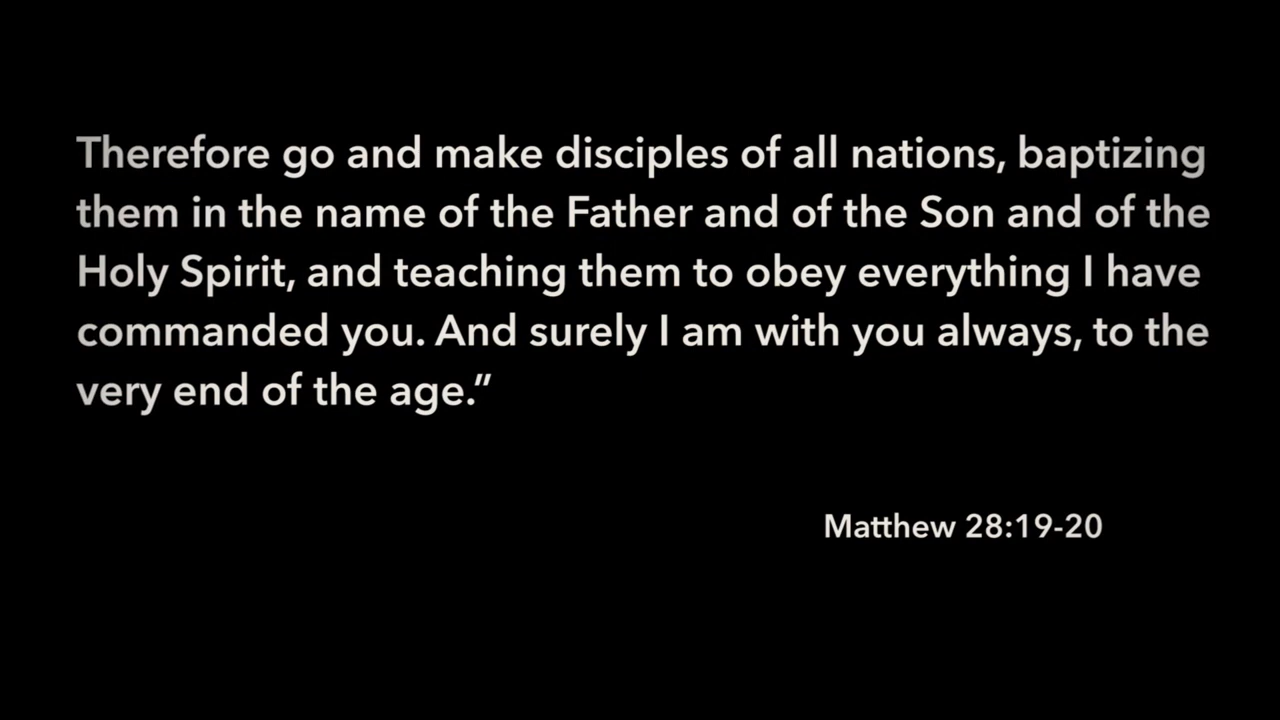 Therefore go and make disciples of all nations, baptizing
them in the name of the Father and of the Son and of the
Holy Spirit, and teaching them to obey everything I have
commanded you. And surely I am with you always, to the
very end of the age.”
Matthew 28:19-20